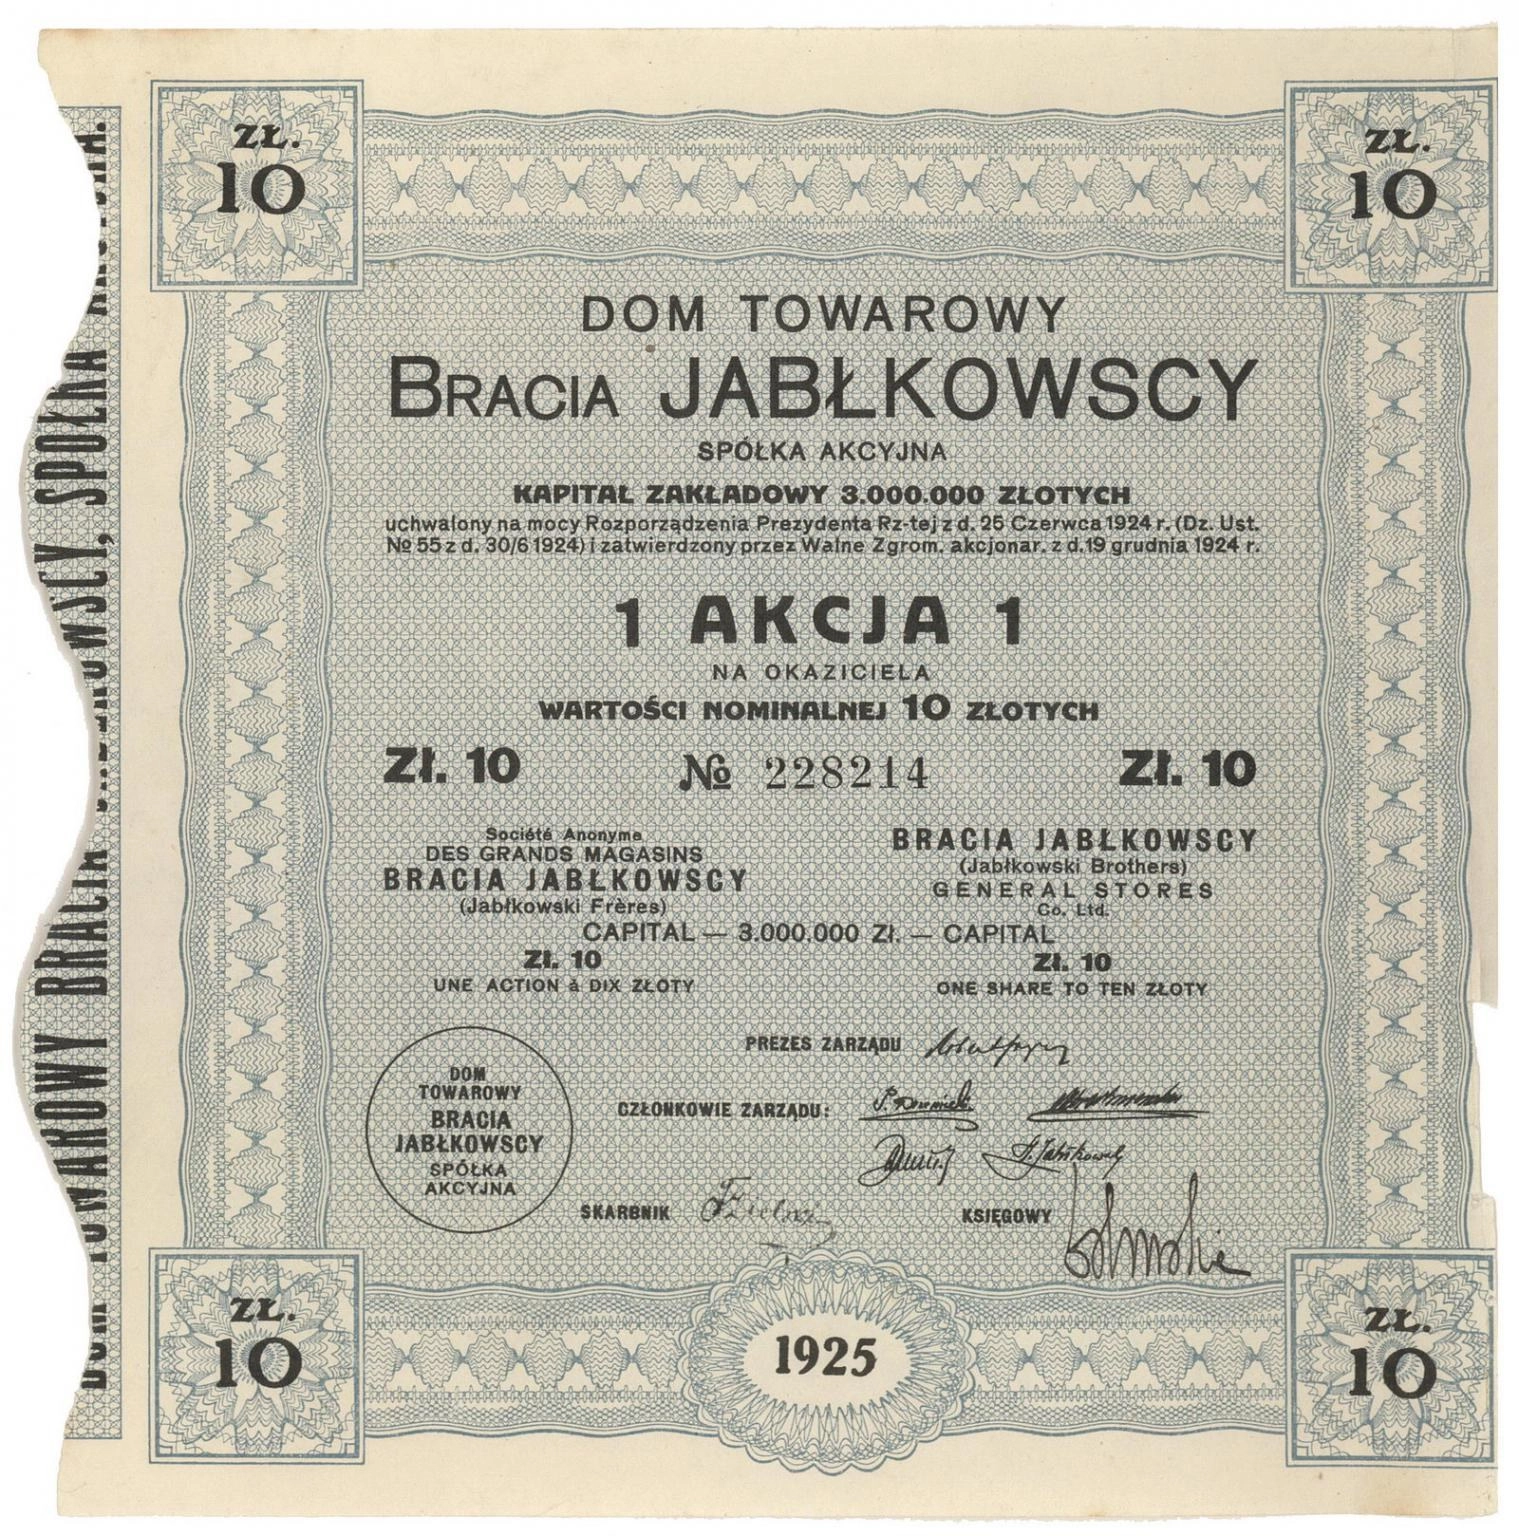 ZŁ.
10
ZŁ.
10
DOM TOWAROWY
BRACIA JABŁKOWSCY
SPÓŁKA AKCYJNA
KAPITAŁ ZAKŁADOWY 3.000.000 ZŁOTYCH
uchwalony na mocy Rozporządzenia Prezydenta Rz-tej z d. 25 Czerwca 1924 r. (Dz. Ust.
№ 55 z d. 30/6 1924) i zatwierdzony przez Walne Zgrom. akcjonar. z d. 19 grudnia 1924 r.
1 AKCJA 1
NA OKAZICIELA
WARTOŚCI NOMINALNEJ 10 ZŁOTYCH
Zł. 10 № 228214 Zł. 10
Société Anonyme
DES GRANDS MAGASINS
BRACIA JABŁKOWSCY
(Jabłkowski Frères)
BRACIA JABŁKOWSCY
(Jabłkowski Brothers)
GENERAL STORES
Co. Ltd.
CAPITAL — 3.000.000 Zł. — CAPITAL
Zł. 10
UNE ACTION à DIX ZŁOTY
Zł. 10
ONE SHARE TO TEN ZŁOTY
PREZES ZARZĄDU
CZŁONKOWIE ZARZĄDU:
SKARBNIK
KSIĘGOWY
DOM
TOWAROWY
BRACIA
JABŁKOWSCY
SPÓŁKA
AKCYJNA
ZŁ.
10
1925
ZŁ.
10
DOM TOWAROWY BRACIA JABŁKOWSCY, SPÓŁKA AKCYJNA.